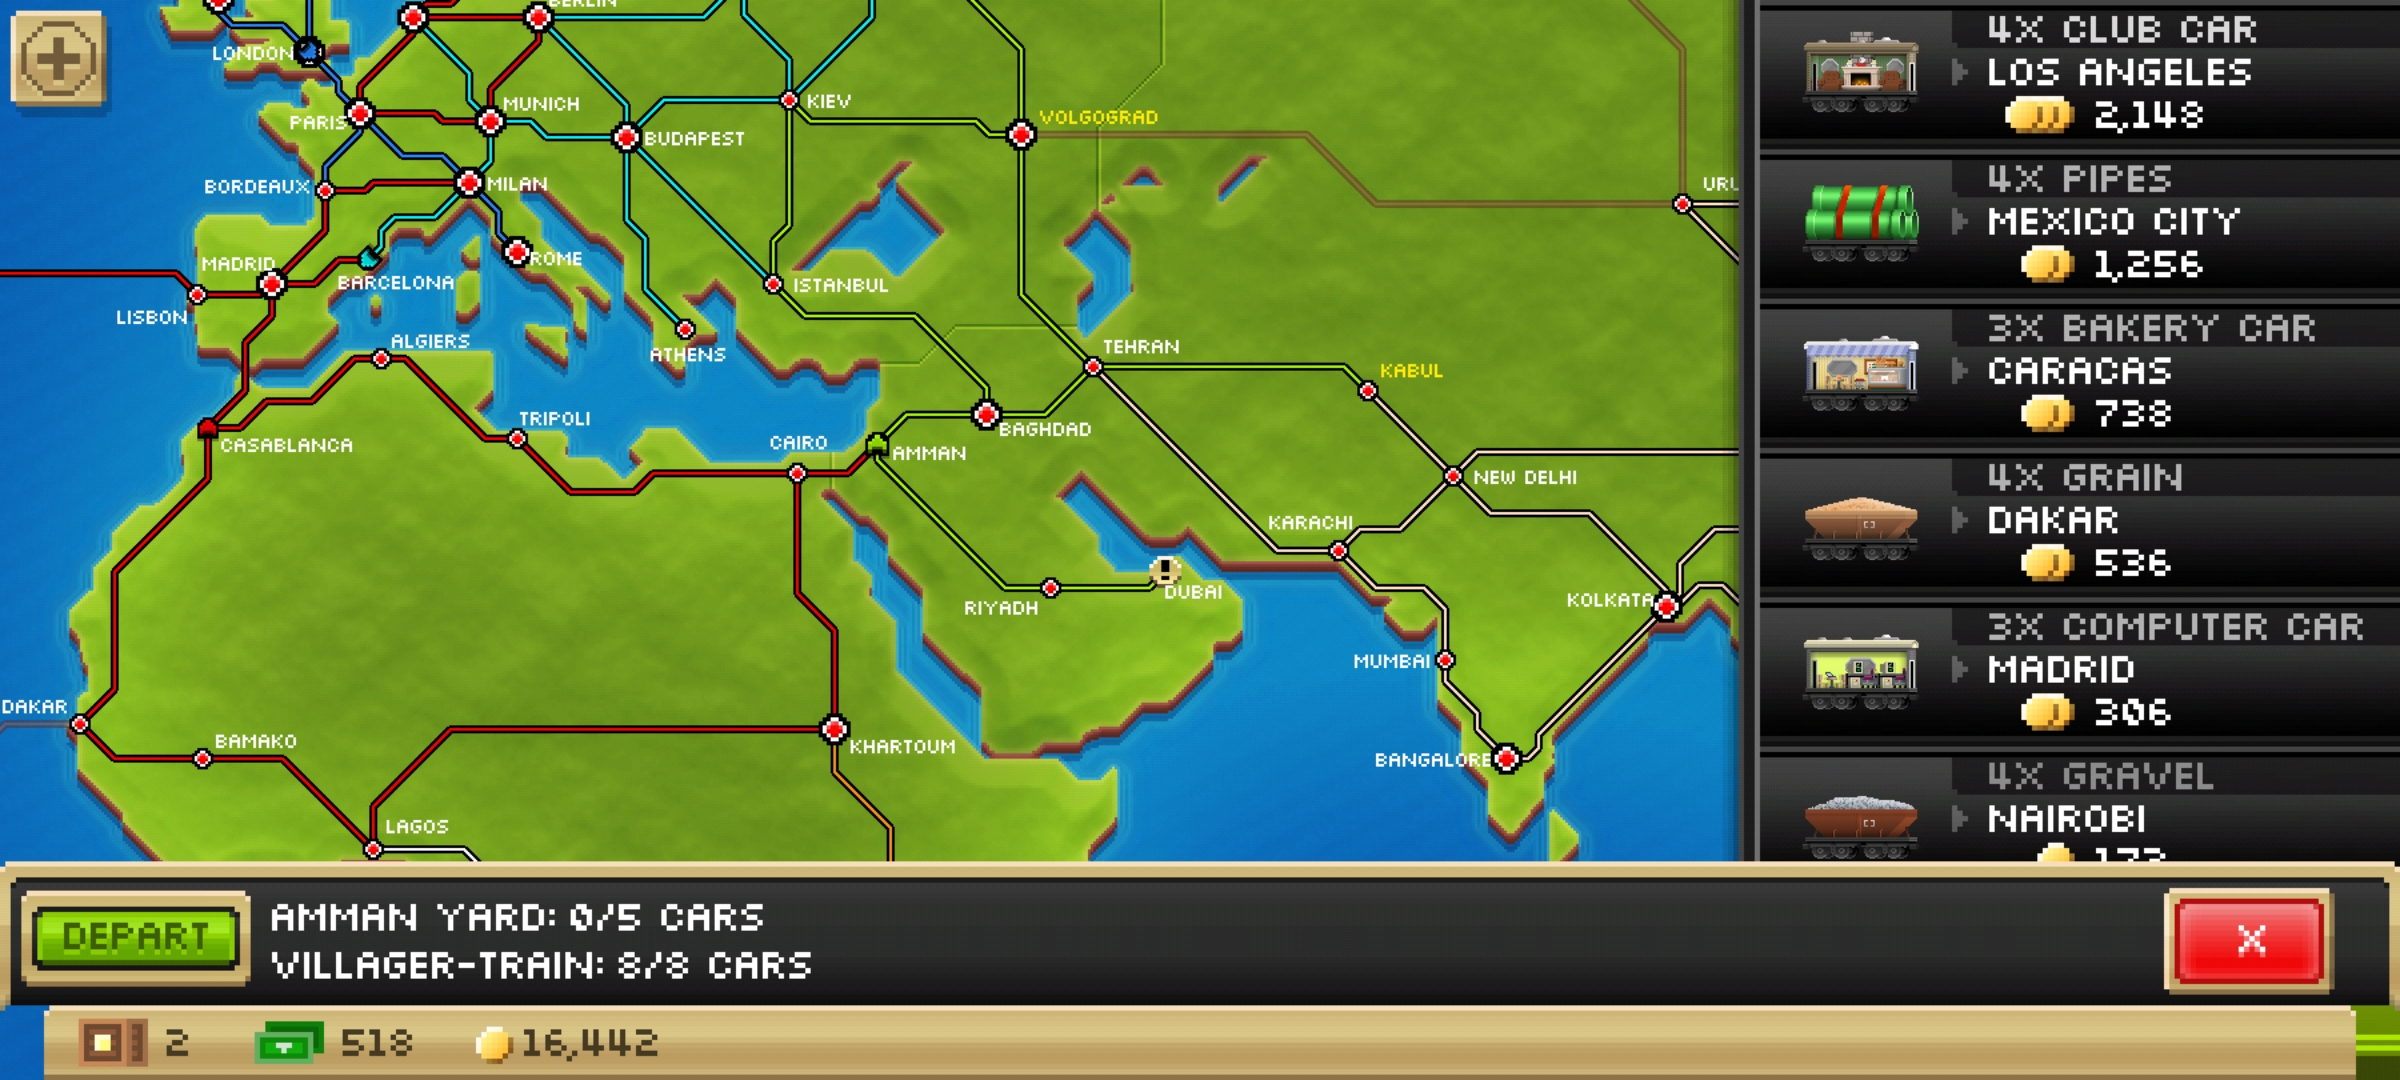 BERLIN
LONDON
MUNICH
KIEV
PARIS
BUDAPEST
VOLGOGRAD
BORDEAUX
MILAN
MADRID
ROME
BARCELONA
ISTANBUL
LISBON
ALGIERS
ATHENS
TEHRAN
KABUL
TRIPOLI
CASABLANCA
CAIRO
BAGHDAD
AMMAN
NEW DELHI
KARACHI
DUBAI
RIYADH
KOLKATA
MUMBAI
DAKAR
BAMAKO
KHARTOUM
BANGALORE
LAGOS
4X CLUB CAR
LOS ANGELES
2,148
4X PIPES
MEXICO CITY
1,256
3X BAKERY CAR
CARACAS
738
4X GRAIN
DAKAR
536
3X COMPUTER CAR
MADRID
306
4X GRAVEL
NAIROBI
DEPART
AMMAN YARD: 0/5 CARS
VILLAGER-TRAIN: 8/8 CARS
X
2
518
16,442